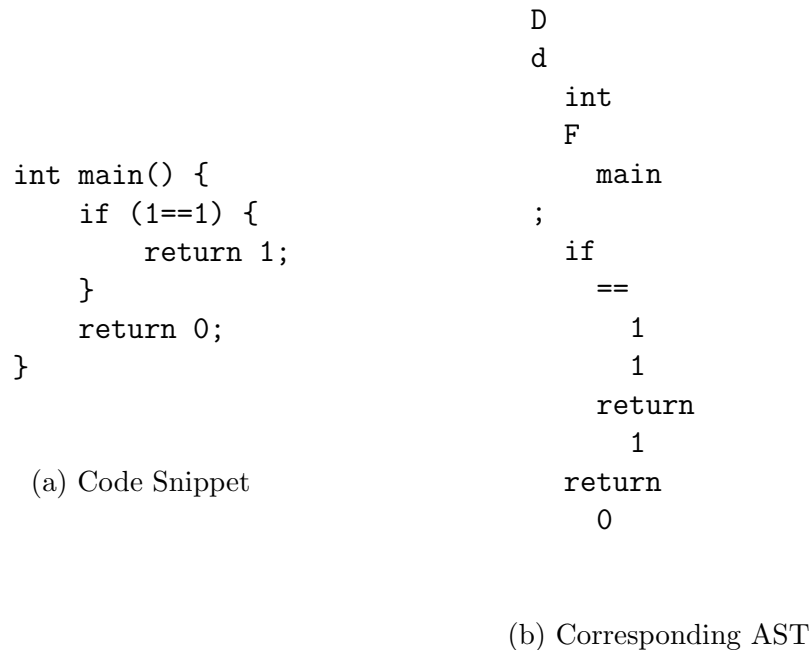 int main() {
    if (1==1) {
        return 1;
    }
    return 0;
}
(a) Code Snippet
D
d
  int
  F
    main
;
  if
    ==
      1
      1
    return
      1
  return
    0
(b) Corresponding AST